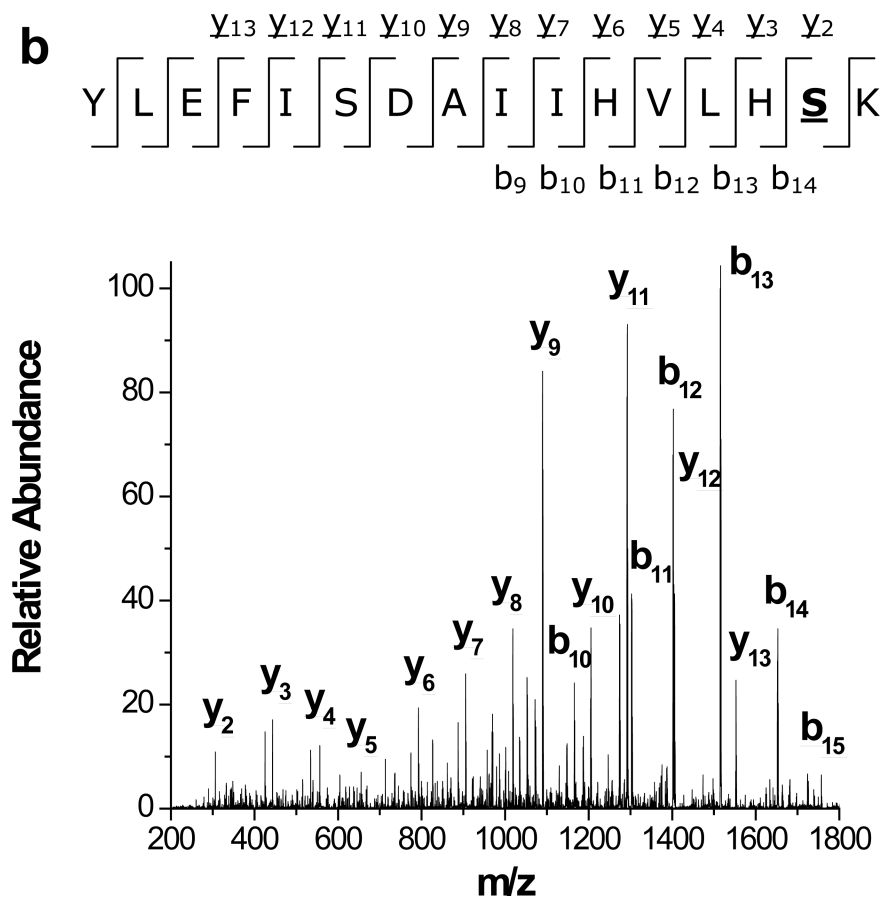 b
y13 y12 y11 y10 y9 y8 y7 y6 y5 y4 y3 y2
Y L E F I S D A I I H V L H S K
b9 b10 b11 b12 b13 b14
Relative Abundance
100
80
60
40
20
0
b13
y11
y9
b12
y12
b11
y8
y10
b14
b10
y7
y13
y6
y3
y2
y4
y5
b15
200 400 600 800 1000 1200 1400 1600 1800
m/z